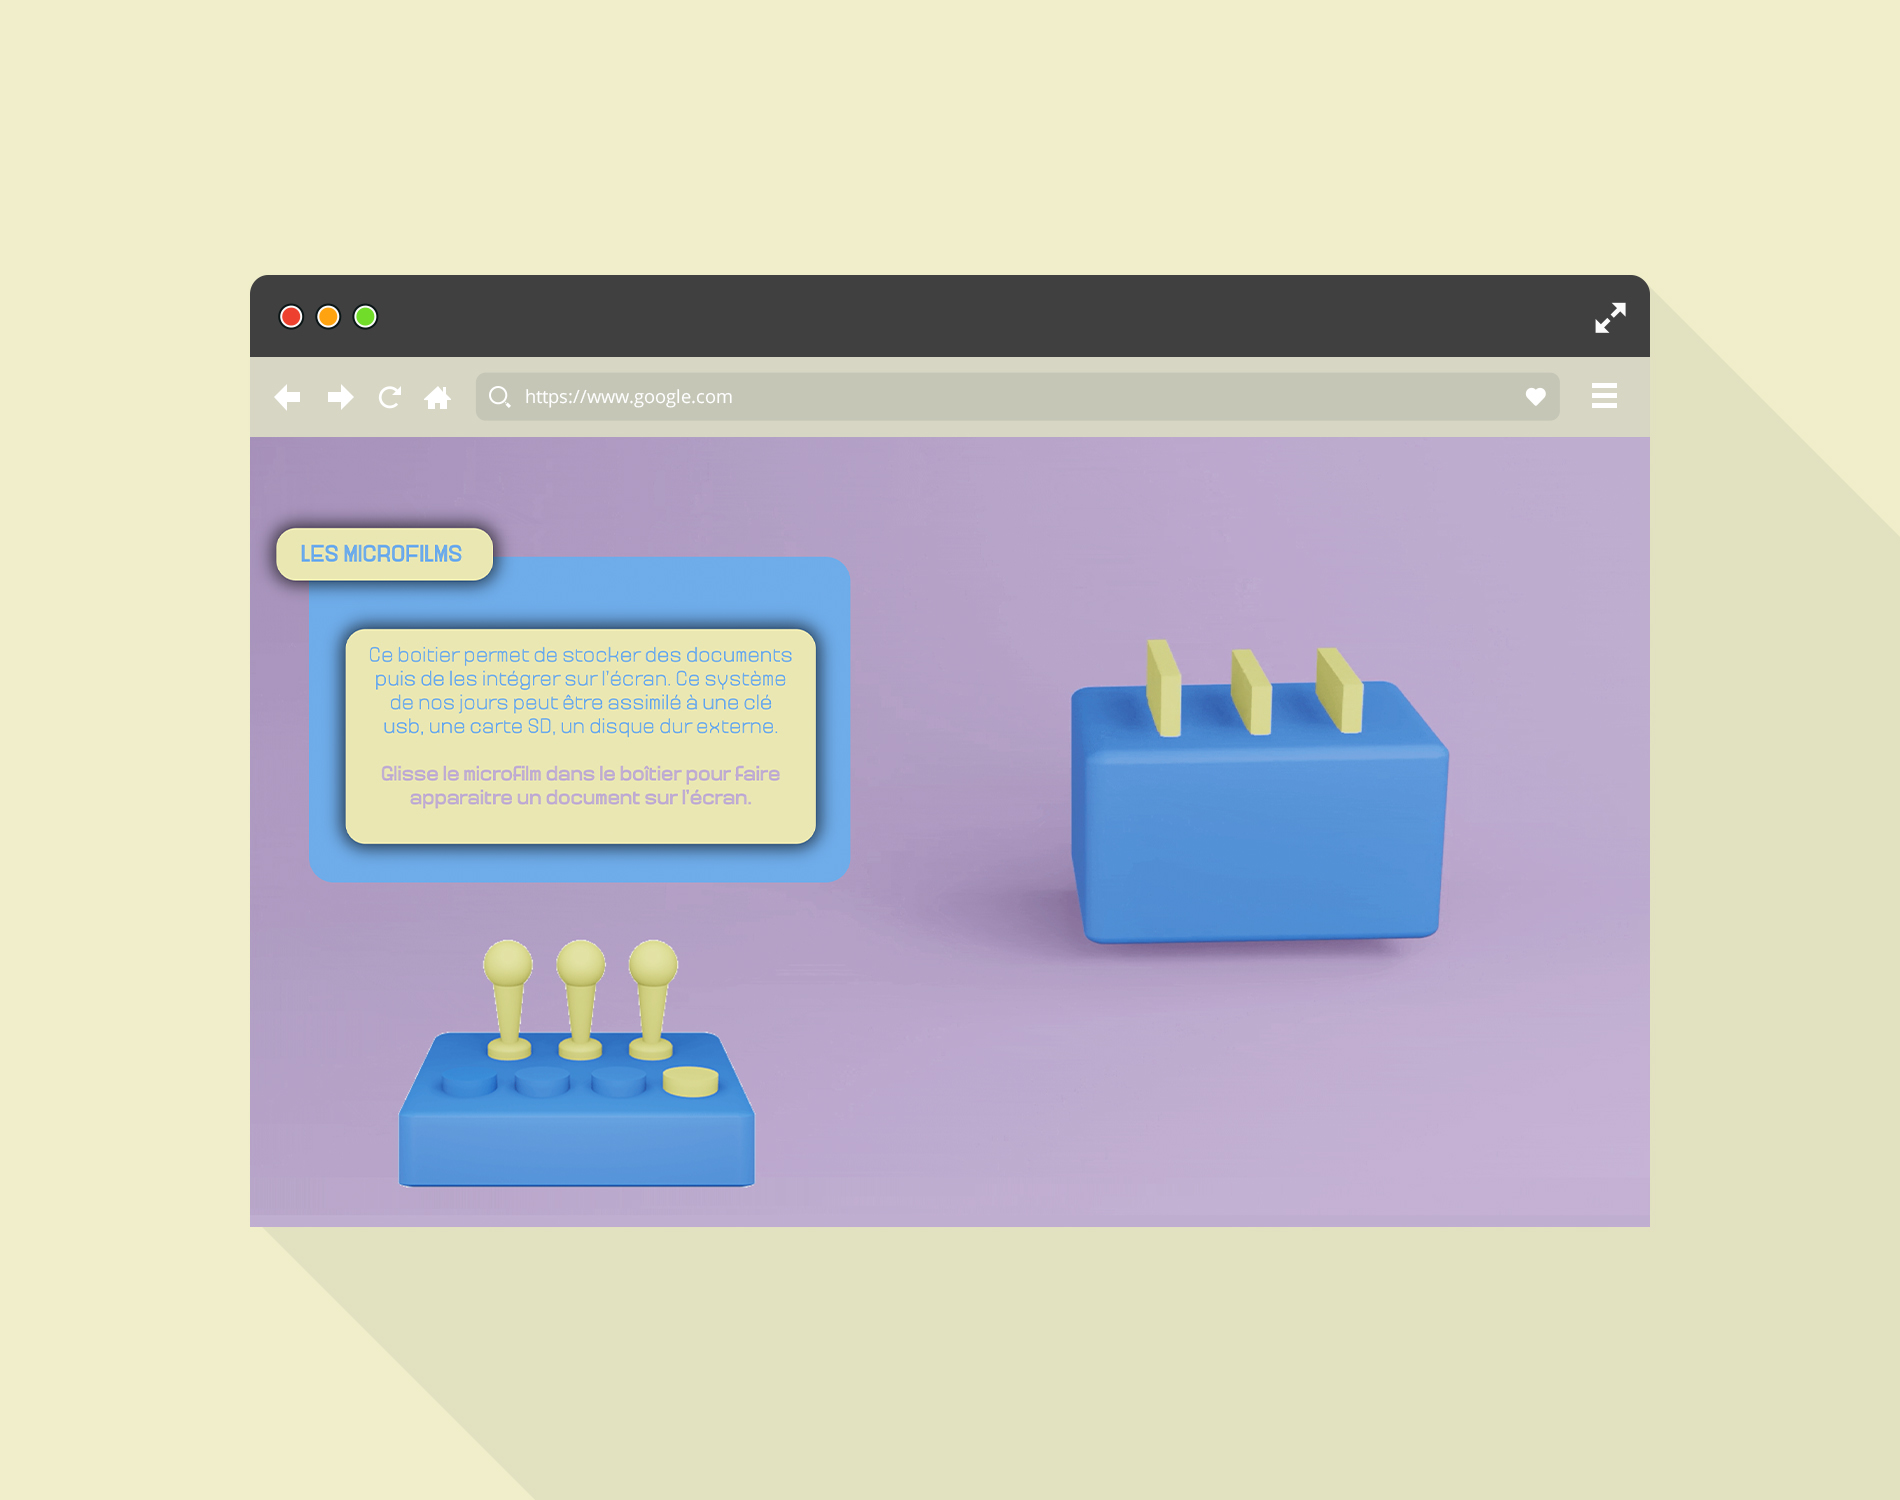 https://www.google.com
LES MICROFILMS
Ce boitier permet de stocker des documents
puis de les intégrer sur l'écran. Ce système
de nos jours peut être assimilé à une clé
usb, une carte SD, un disque dur externe.
Glisse le microfilm dans le boîtier pour faire
apparaitre un document sur l'écran.